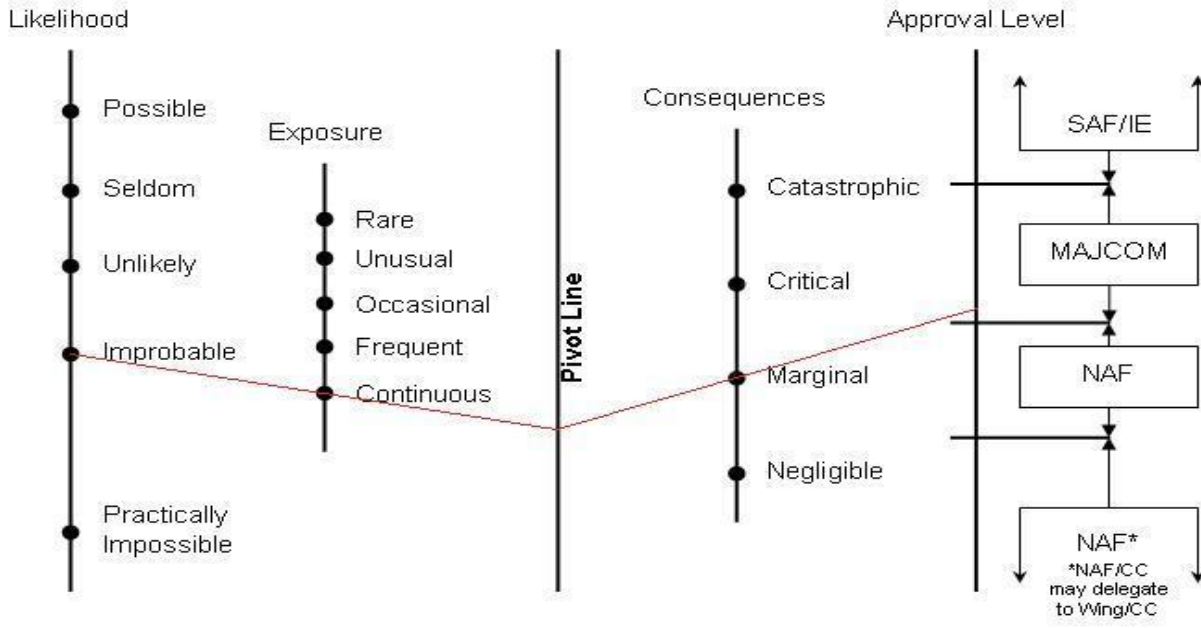 Likelihood
Possible
Seldom
Unlikely
Improbable
Practically
Impossible
Exposure
Rare
Unusual
Occasional
Frequent
Continuous
Pivot Line
Consequences
Catastrophic
Critical
Marginal
Negligible
Approval Level
SAF/IE
MAJCOM
NAF
NAF*
*NAF/CC
may delegate
to Wing/CC